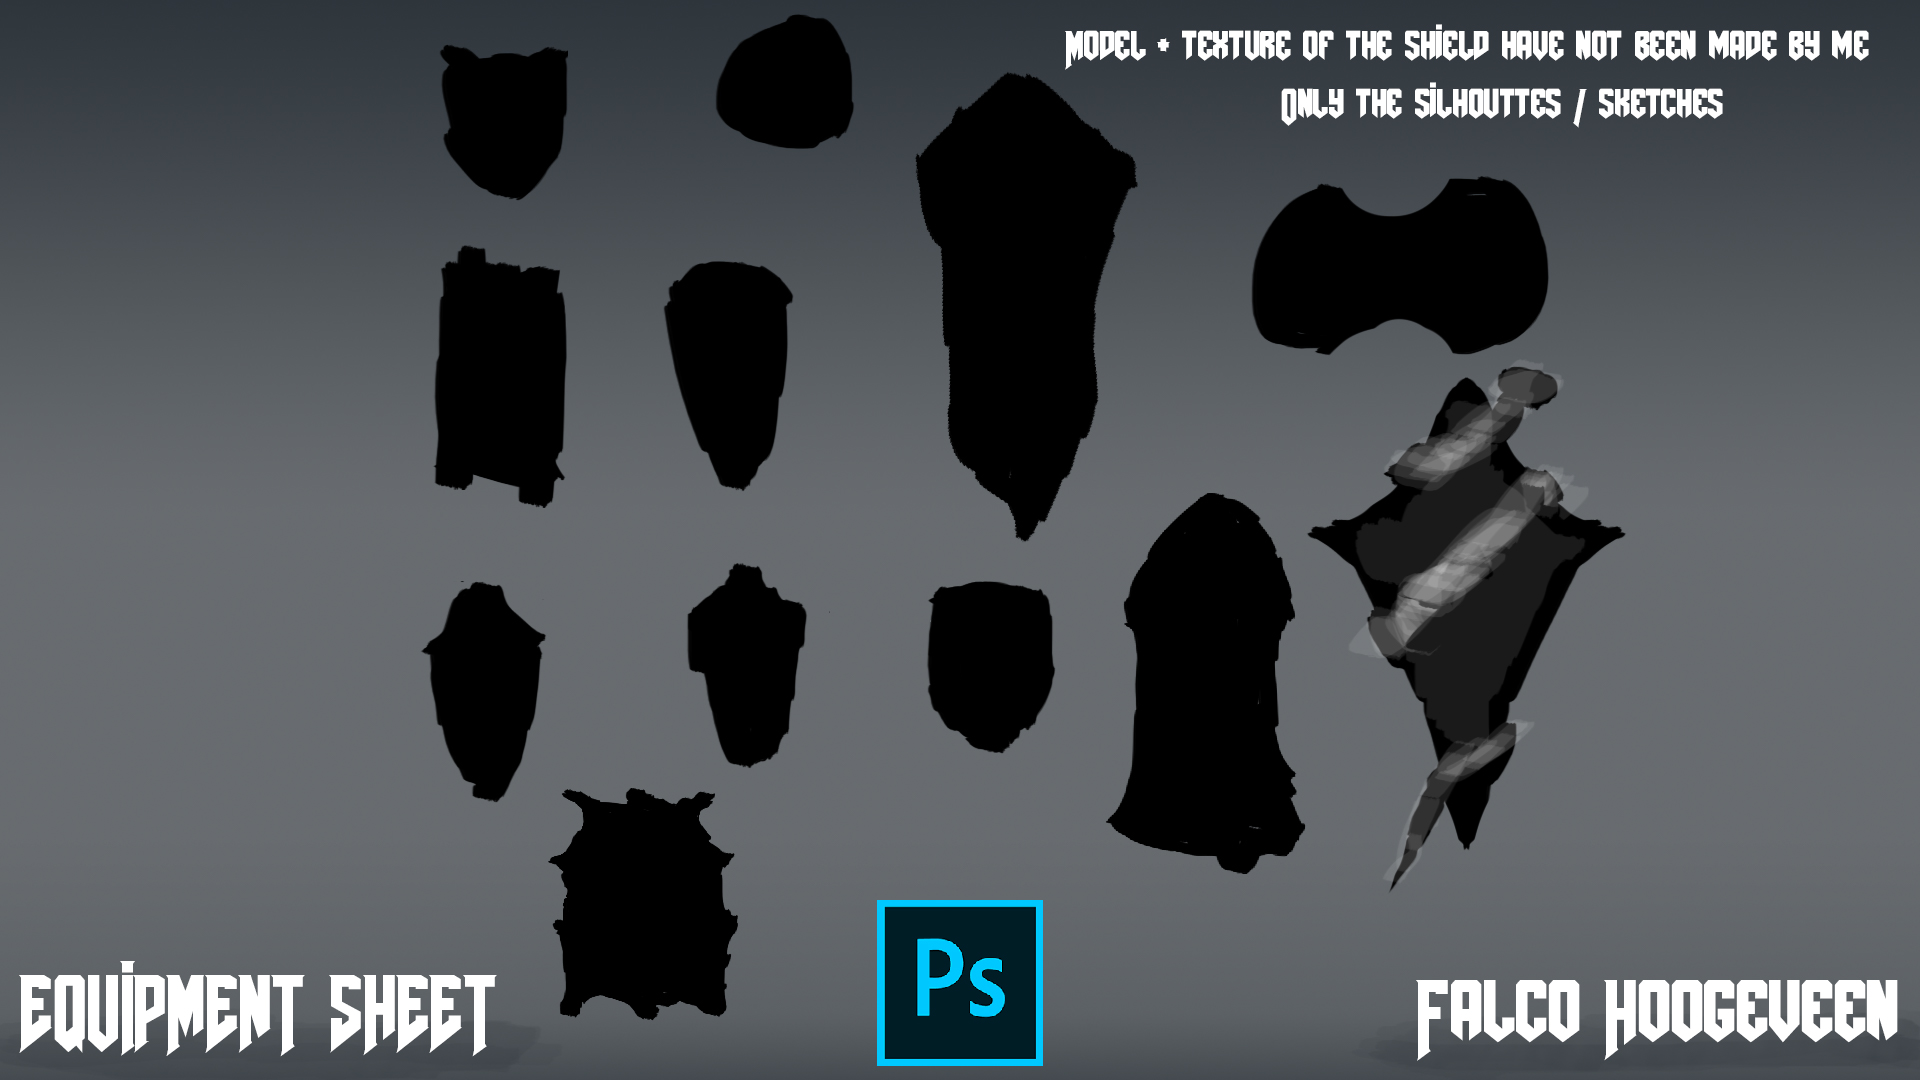 Model + texture of the shield have not been made by me
Only the silhouttes / sketches
Equipment Sheet
Ps
Falco Hoogeveen